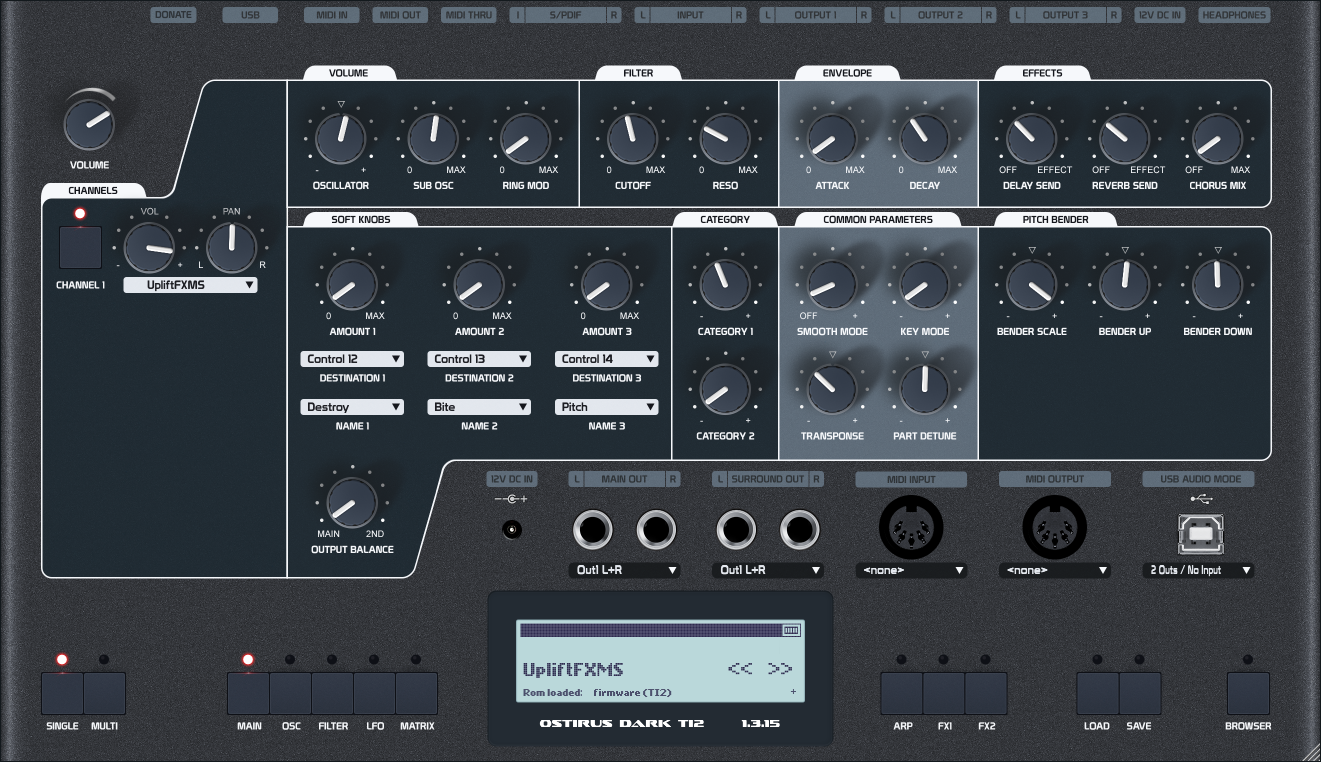 DONATE USB MIDI IN MIDI OUT MIDI THRU I S/PDIF R L INPUT R L OUTPUT 1 R L OUTPUT 2 R L OUTPUT 3 R 12V DC IN HEADPHONES
VOLUME FILTER ENVELOPE EFFECTS
- + 0 MAX 0 MAX 0 MAX 0 MAX 0 MAX 0 MAX OFF EFFECT OFF EFFECT OFF MAX
VOLUME
OSCILLATOR SUB OSC RING MOD CUTOFF RESO ATTACK DECAY DELAY SEND REVERB SEND CHORUS MIX
CHANNELS
VOL PAN
SOFT KNOBS CATEGORY COMMON PARAMETERS PITCH BENDER
- + L R
CHANNEL 1 UpliftFXMS
0 MAX 0 MAX 0 MAX - + OFF - + - + - + - +
AMOUNT 1 AMOUNT 2 AMOUNT 3 CATEGORY 1 SMOOTH MODE KEY MODE BENDER SCALE BENDER UP BENDER DOWN
Control 12 Control 13 Control 14
DESTINATION 1 DESTINATION 2 DESTINATION 3
Destroy Bite Pitch
NAME 1 NAME 2 NAME 3
- + - + - +
CATEGORY 2 TRANSPONSE PART DETUNE
12V DC IN L MAIN OUT R L SURROUND OUT R MIDI INPUT MIDI OUTPUT USB AUDIO MODE
MAIN 2ND
OUTPUT BALANCE
Out1 L+R Out1 L+R <none> <none> 2 Outs / No Input
UpliftFXMS << >>
Rom loaded: firmware (TI2) +
OSTIRUS DARK TI2 1.3.15
SINGLE MULTI MAIN OSC FILTER LFO MATRIX ARP FX1 FX2 LOAD SAVE BROWSER